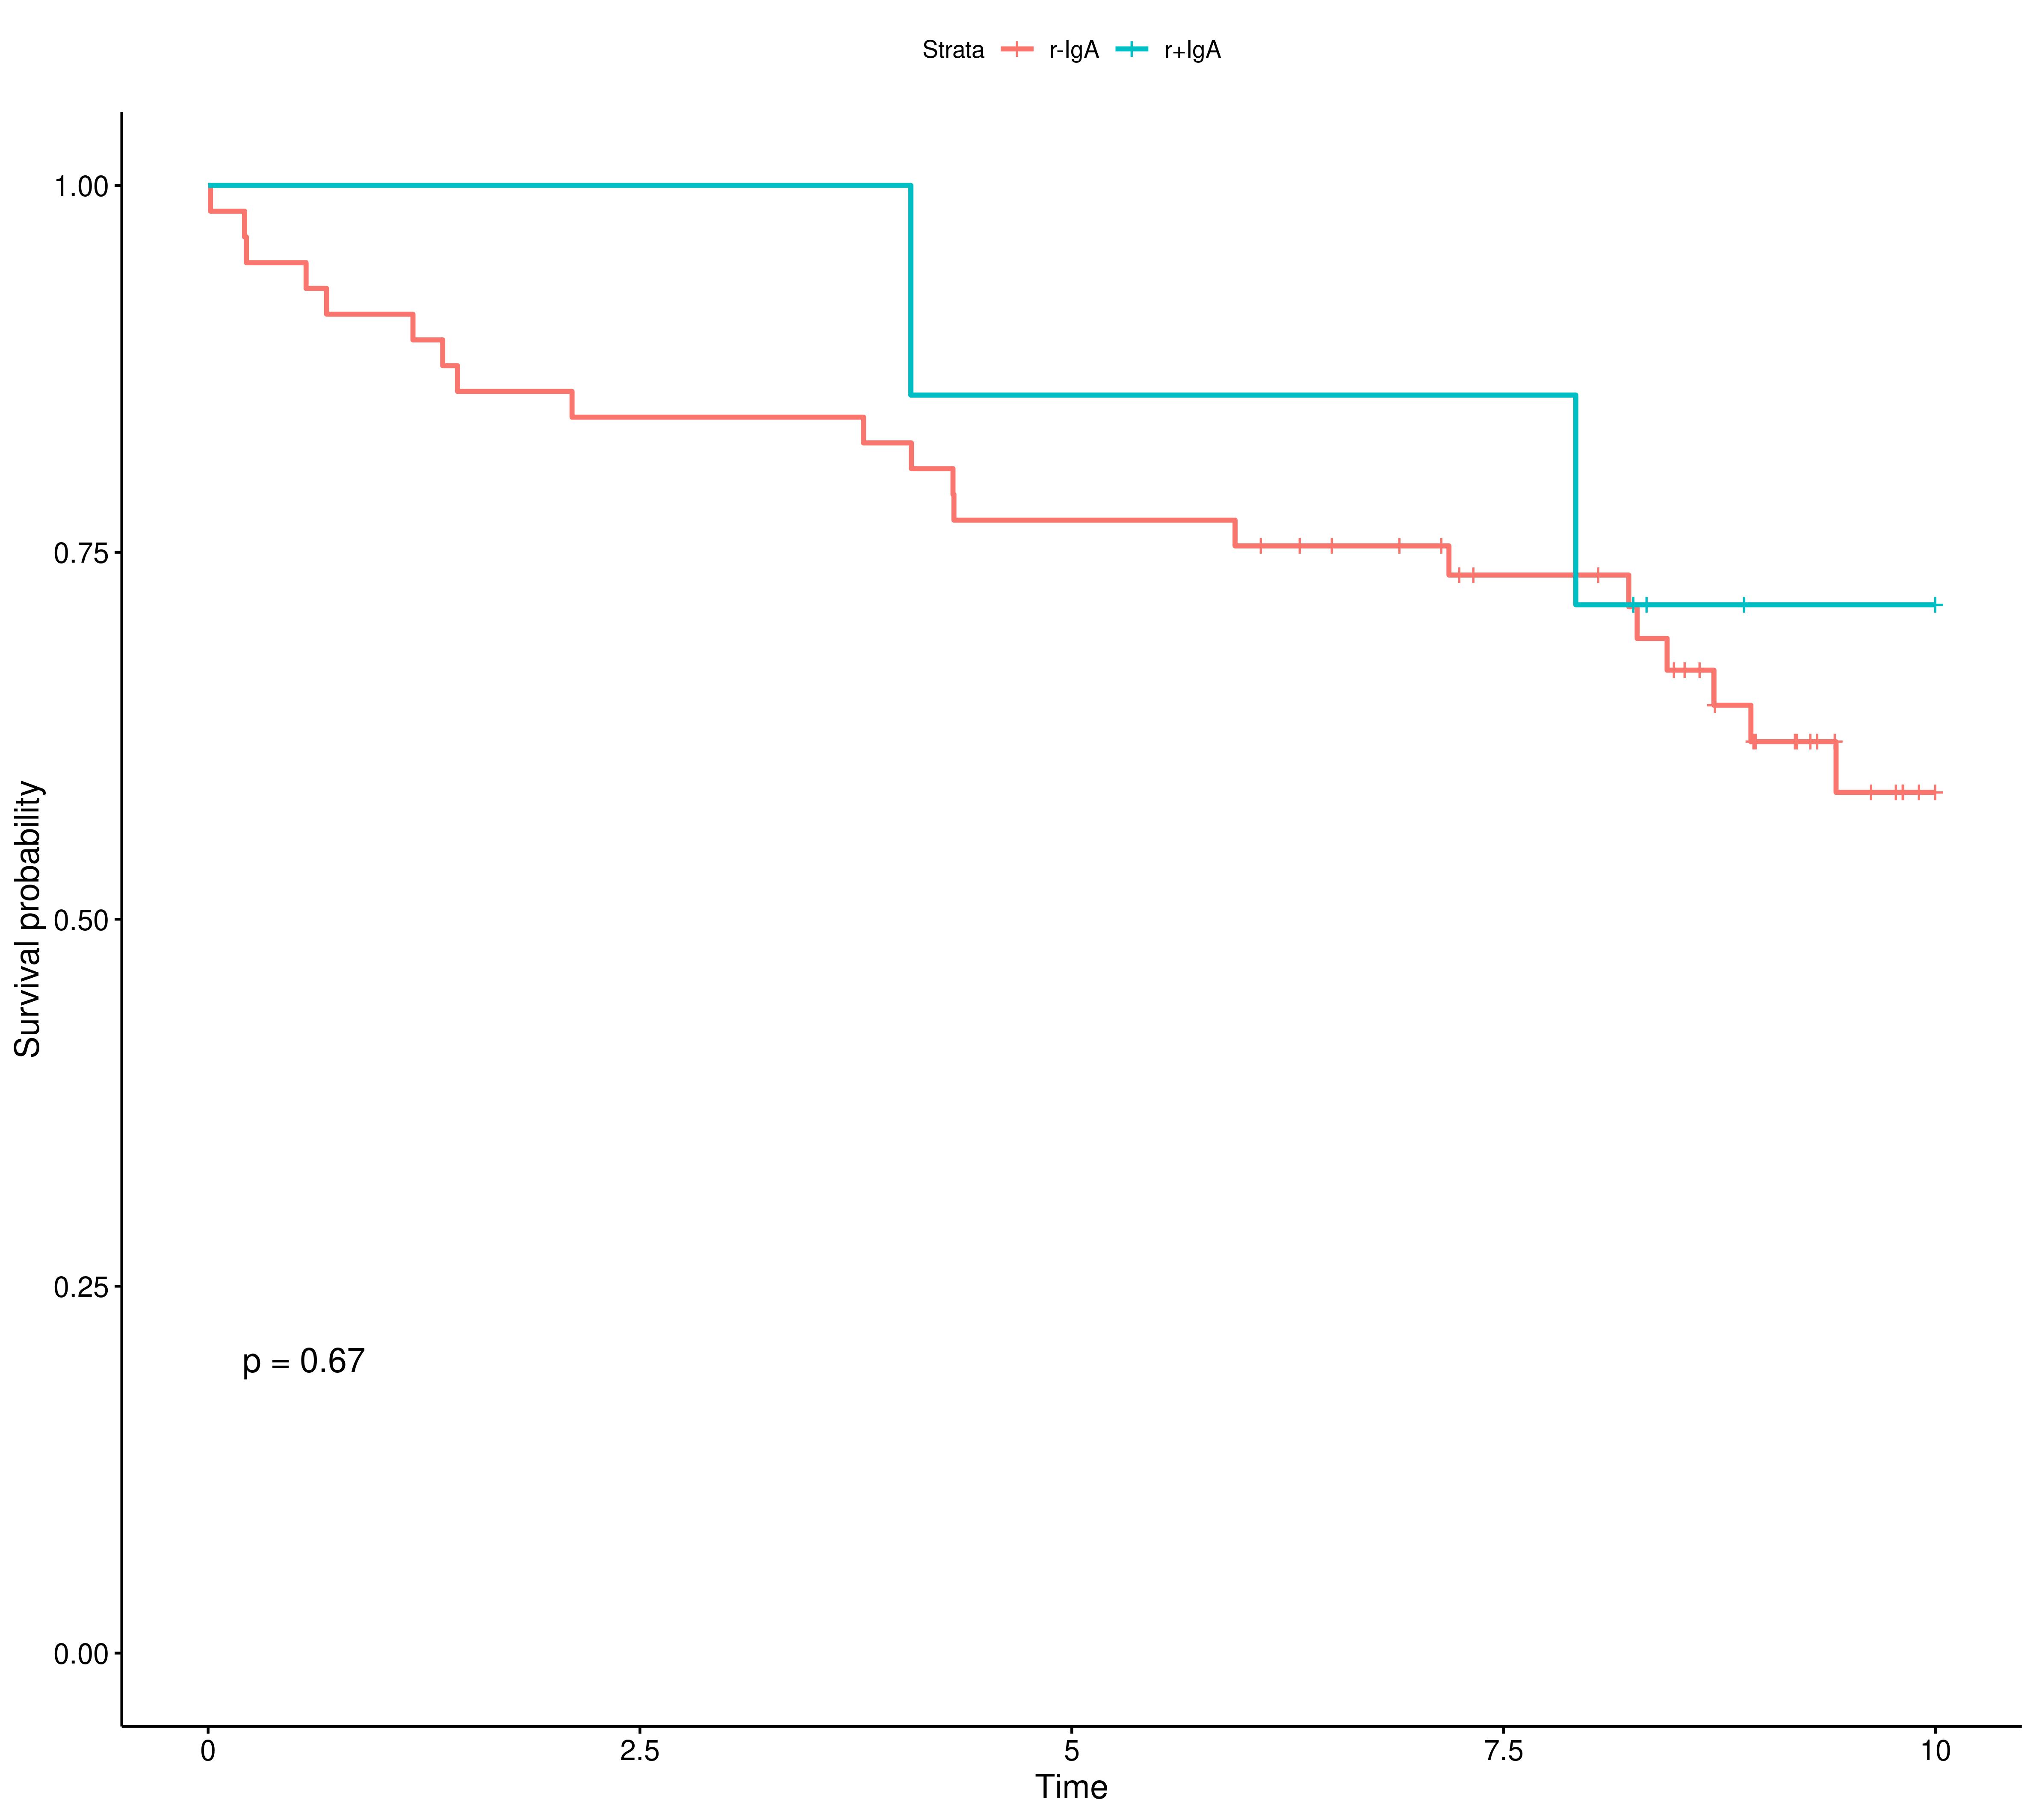 Strata r-IgA r+IgA
1.00
0.75
0.50
0.25
0.00
Survival probability
p = 0.67
0 2.5 5 7.5 10
Time